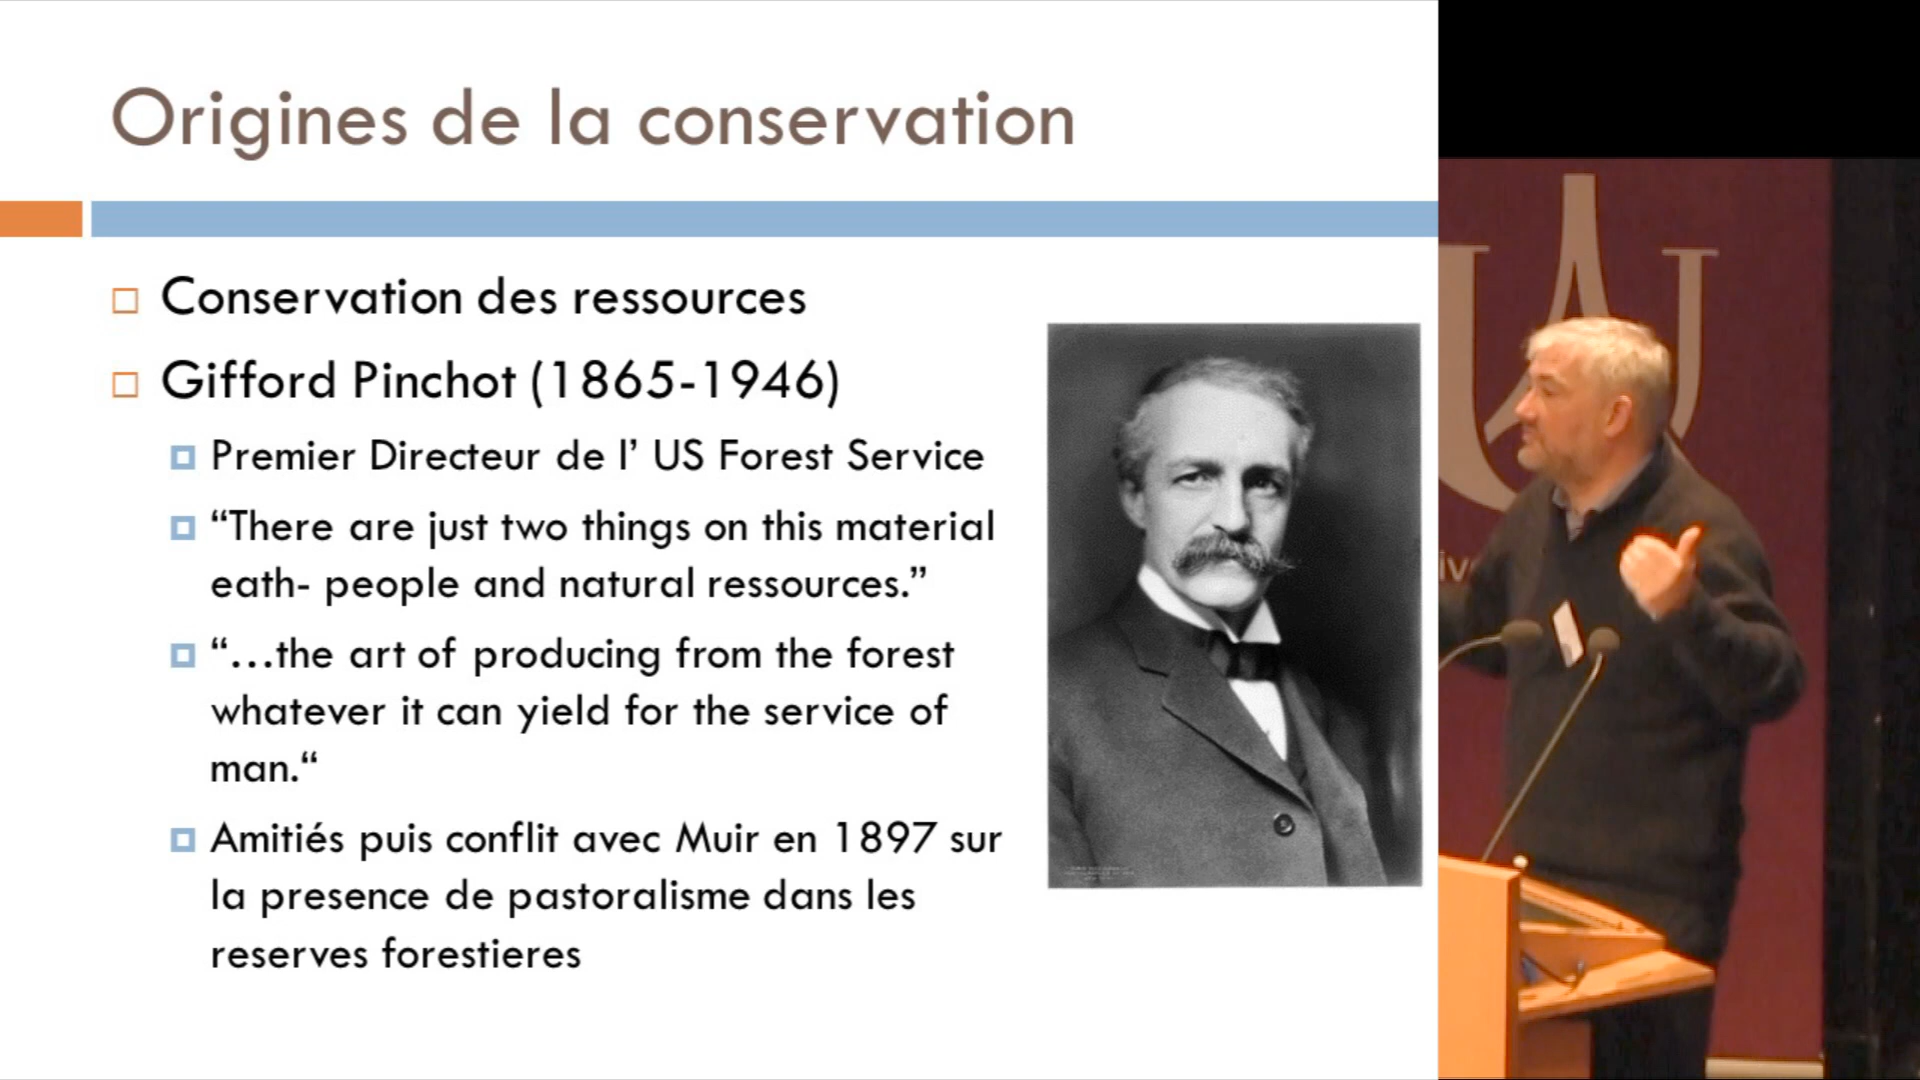 Origines de la conservation
Conservation des ressources
Gifford Pinchot (1865-1946)
Premier Directeur de l’ US Forest Service
“There are just two things on this material
eath- people and natural ressources.”
“...the art of producing from the forest
whatever it can yield for the service of
man.“
Amitiés puis conflit avec Muir en 1897 sur
la presence de pastoralisme dans les
reserves forestieres